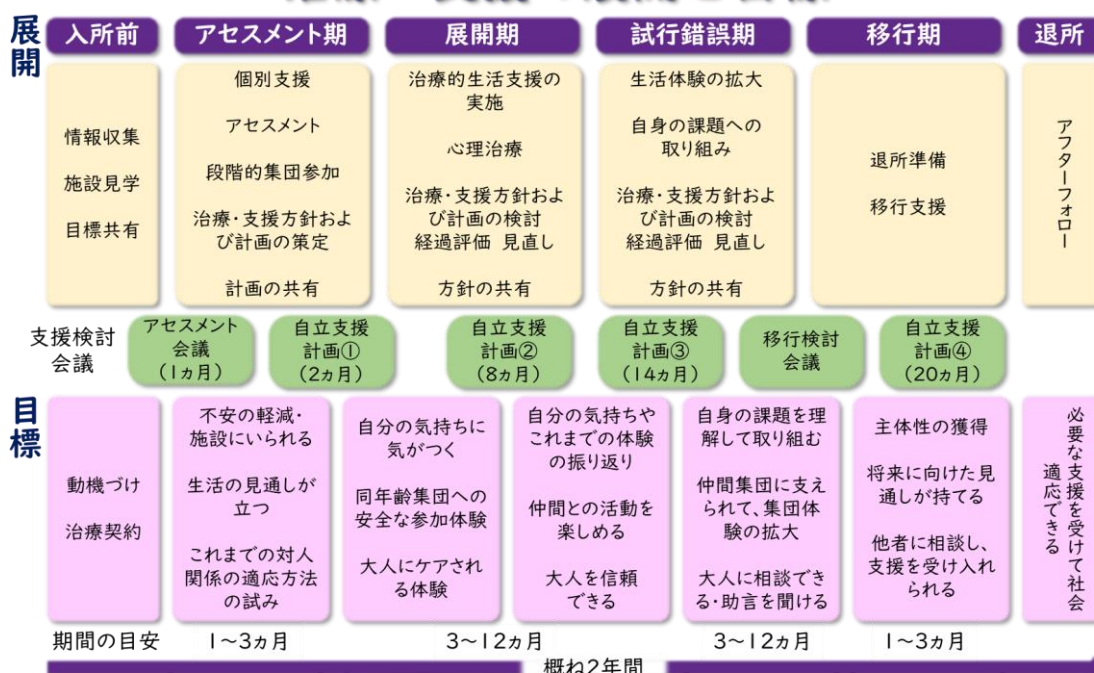 展開
入所前
アセスメント期
展開期
試行錯誤期
移行期
退所
情報収集
施設見学
目標共有
個別支援
アセスメント
段階的集団参加
治療・支援方針およ
び計画の策定
計画の共有
治療的生活支援の
実施
心理治療
治療・支援方針およ
び計画の検討
経過評価 見直し
方針の共有
生活体験の拡大
自身の課題への
取り組み
治療・支援方針およ
び計画の検討
経過評価 見直し
方針の共有
退所準備
移行支援
アフターフォロー
支援検討
会議
アセスメント
会議
(1ヵ月)
自立支援
計画①
(2ヵ月)
自立支援
計画②
(8ヵ月)
自立支援
計画③
(14ヵ月)
移行検討
会議
自立支援
計画④
(20ヵ月)
目標
動機づけ
治療契約
不安の軽減・
施設にいられる
生活の見通しが
立つ
これまでの対人
関係の適応方法
の試み
自分の気持ちに
気がつく
同年齢集団への
安全な参加体験
大人にケアされ
る体験
自分の気持ちや
これまでの体験
の振り返り
仲間との活動を
楽しめる
大人を信頼
できる
自身の課題を理
解して取り組む
仲間集団に支え
られて、集団体
験の拡大
大人に相談でき
る・助言を聞ける
主体性の獲得
将来に向けた見
通しが持てる
他者に相談し、
支援を受け入れ
られる
必要な支援を受けて社会
適応できる
期間の目安
1~3ヵ月
3~12ヵ月
3~12ヵ月
1~3ヵ月
概ね2年間